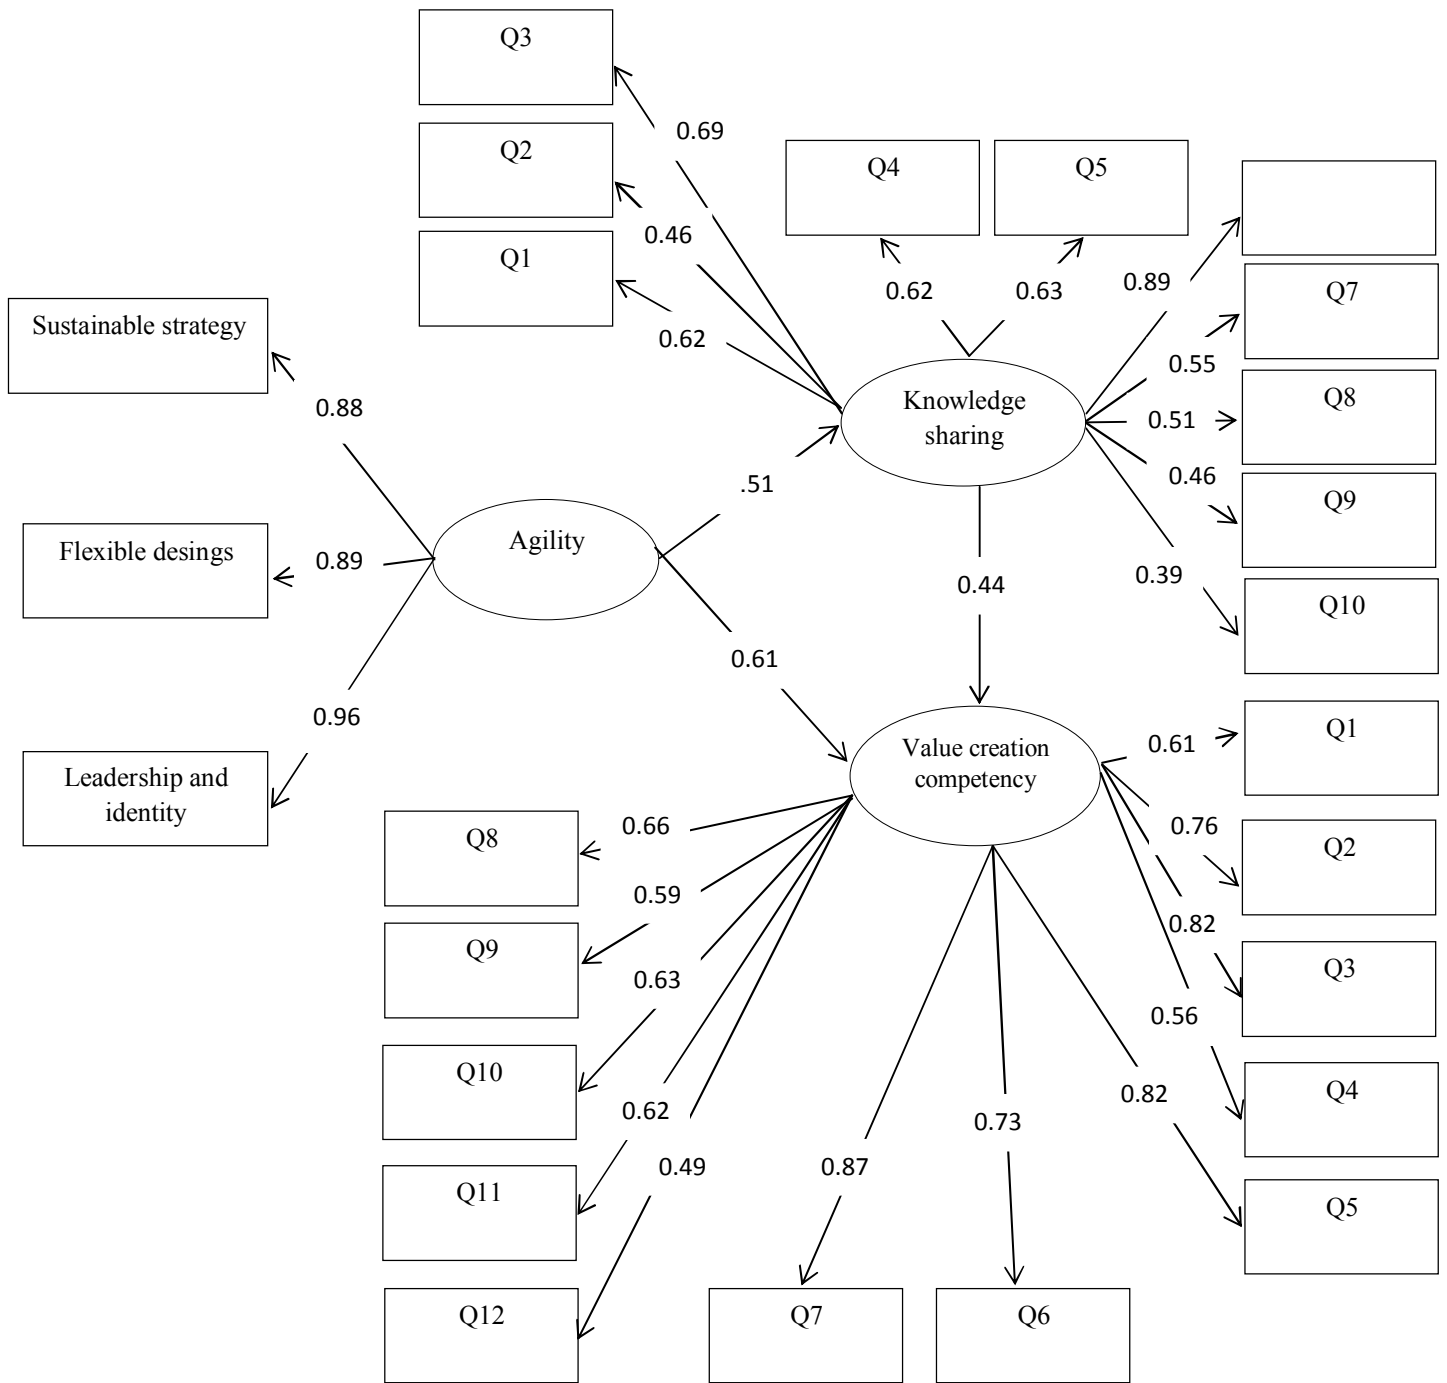 Q3
0.69
Q2
0.46
Q1
0.62
Q4
Q5
0.62
0.63
0.89
Q7
0.55
Q8
0.51
Q9
0.46
Q10
0.39
Knowledge
sharing
Sustainable strategy
0.88
Flexible desings
0.89
Leadership and
identity
0.96
Agility
.51
0.61
0.44
Value creation
competency
Q1
0.61
Q2
0.76
Q3
0.82
Q4
0.56
Q5
0.82
Q6
0.73
Q7
0.87
Q8
0.66
Q9
0.59
Q10
0.63
Q11
0.62
Q12
0.49